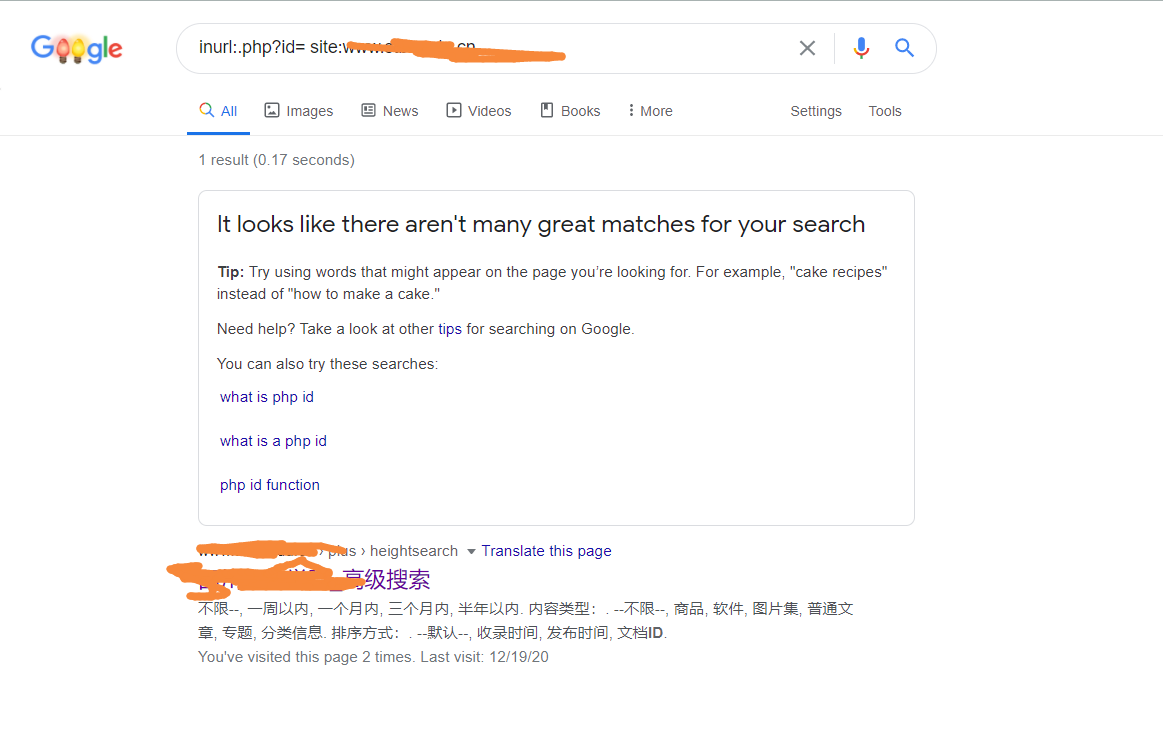 Google
inurl:.php?id= site:
All Images News Videos Books More Settings Tools
1 result (0.17 seconds)
It looks like there aren't many great matches for your search
Tip: Try using words that might appear on the page you’re looking for. For example, "cake recipes"
instead of "how to make a cake."
Need help? Take a look at other tips for searching on Google.
You can also try these searches:
what is php id
what is a php id
php id function
› plus › heightsearch Translate this page
_高级搜索
不限--, 一周以内, 一个月内, 三个月内, 半年以内. 内容类型：. --不限--, 商品, 软件, 图片集, 普通文
章, 专题, 分类信息. 排序方式：. --默认--, 收录时间, 发布时间, 文档ID.
You've visited this page 2 times. Last visit: 12/19/20